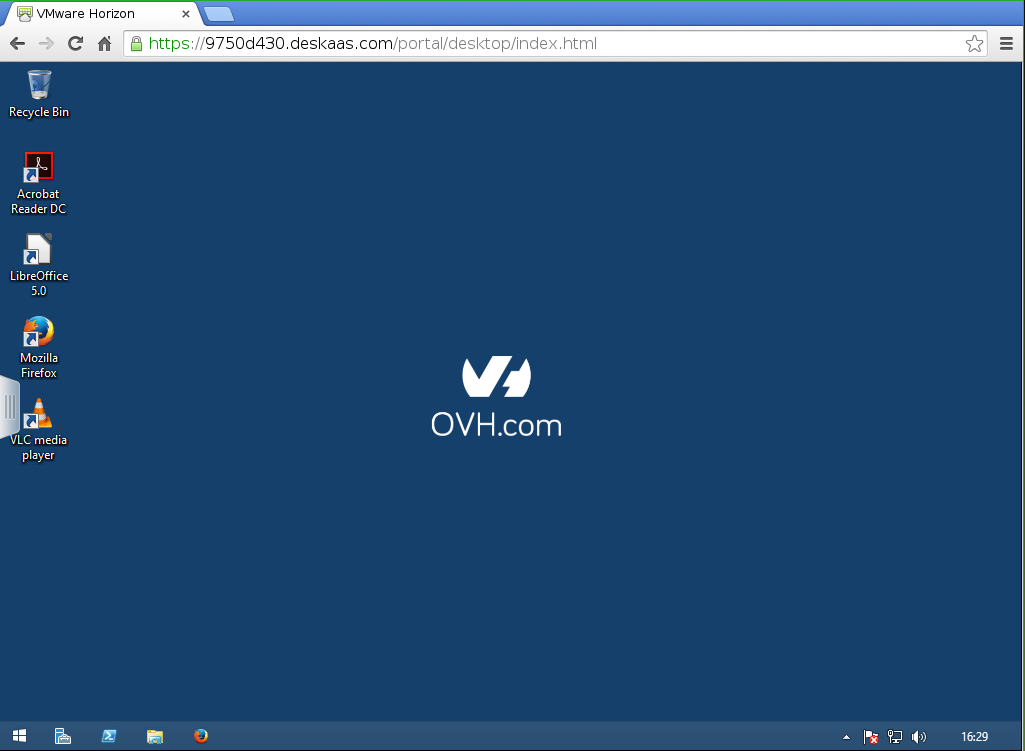 VMware Horizon
https://9750d430.deskaas.com/portal/desktop/index.html
Recycle Bin
Acrobat
Reader DC
LibreOffice
5.0
Mozilla
Firefox
VLC media
player
OVH.com
16:29